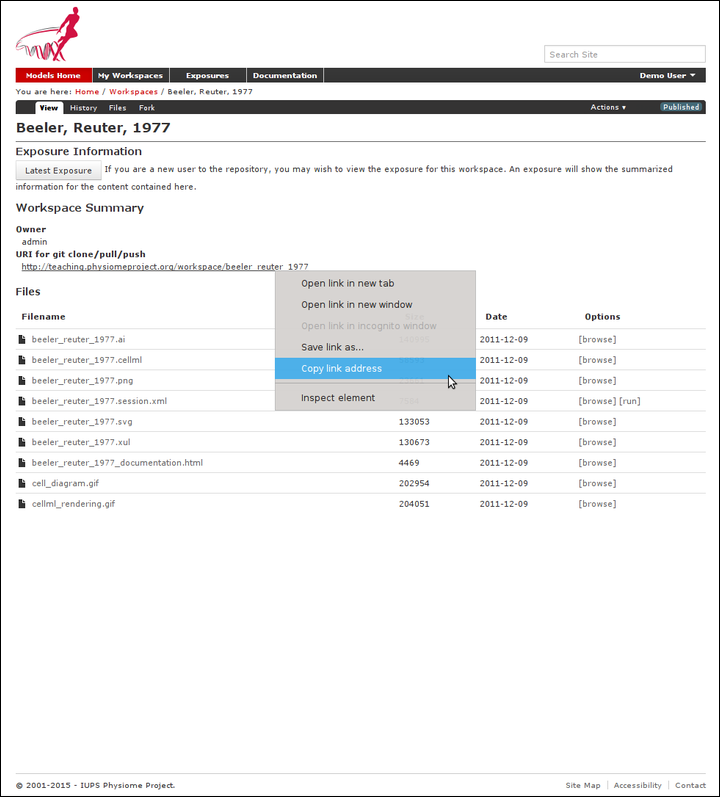 Search Site
Models Home My Workspaces Exposures Documentation Demo User ▼
You are here: Home / Workspaces / Beeler, Reuter, 1977
View History Files Fork Actions ▼ Published
Beeler, Reuter, 1977
Exposure Information
Latest Exposure If you are a new user to the repository, you may wish to view the exposure for this workspace. An exposure will show the summarized
information for the content contained here.
Workspace Summary
Owner
admin
URI for git clone/pull/push
http://teaching.physiomeproject.org/workspace/beeler_reuter_1977
Files
Open link in new tab
Open link in new window
Open link in incognito window
Save link as...
Copy link address
Inspect element
Filename Size Date Options
beeler_reuter_1977.ai 2011-12-09 [browse]
beeler_reuter_1977.cellml 2011-12-09 [browse]
beeler_reuter_1977.png 2011-12-09 [browse]
beeler_reuter_1977.session.xml 2011-12-09 [browse] [run]
beeler_reuter_1977.svg 133053 2011-12-09 [browse]
beeler_reuter_1977.xul 130673 2011-12-09 [browse]
beeler_reuter_1977_documentation.html 4469 2011-12-09 [browse]
cell_diagram.gif 202954 2011-12-09 [browse]
cellml_rendering.gif 204051 2011-12-09 [browse]
© 2001-2015 - IUPS Physiome Project. Site Map Accessibility Contact